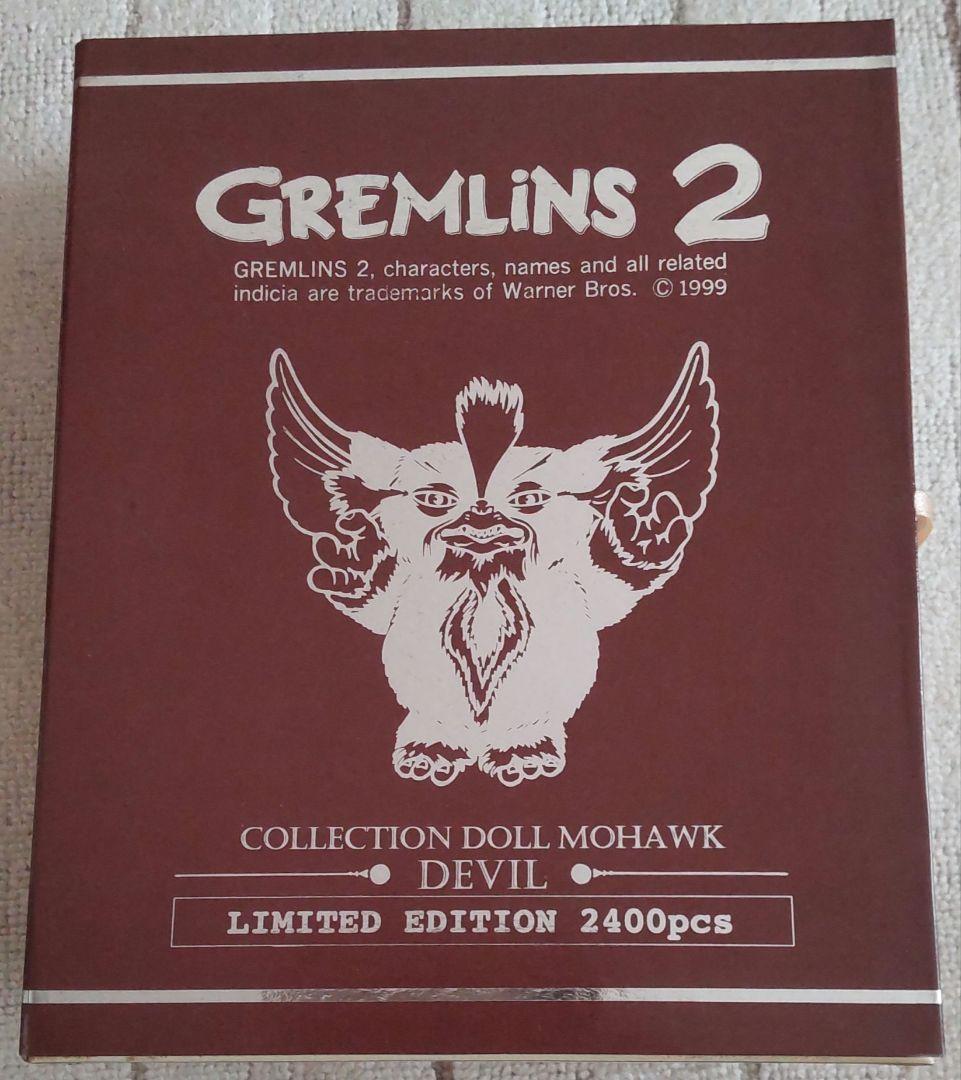 GREMLiNS 2
GREMLINS 2, characters, names and all related
indicia are trademarks of Warner Bros. © 1999
COLLECTION DOLL MOHAWK
DEVIL
LIMITED EDITION 2400pcs